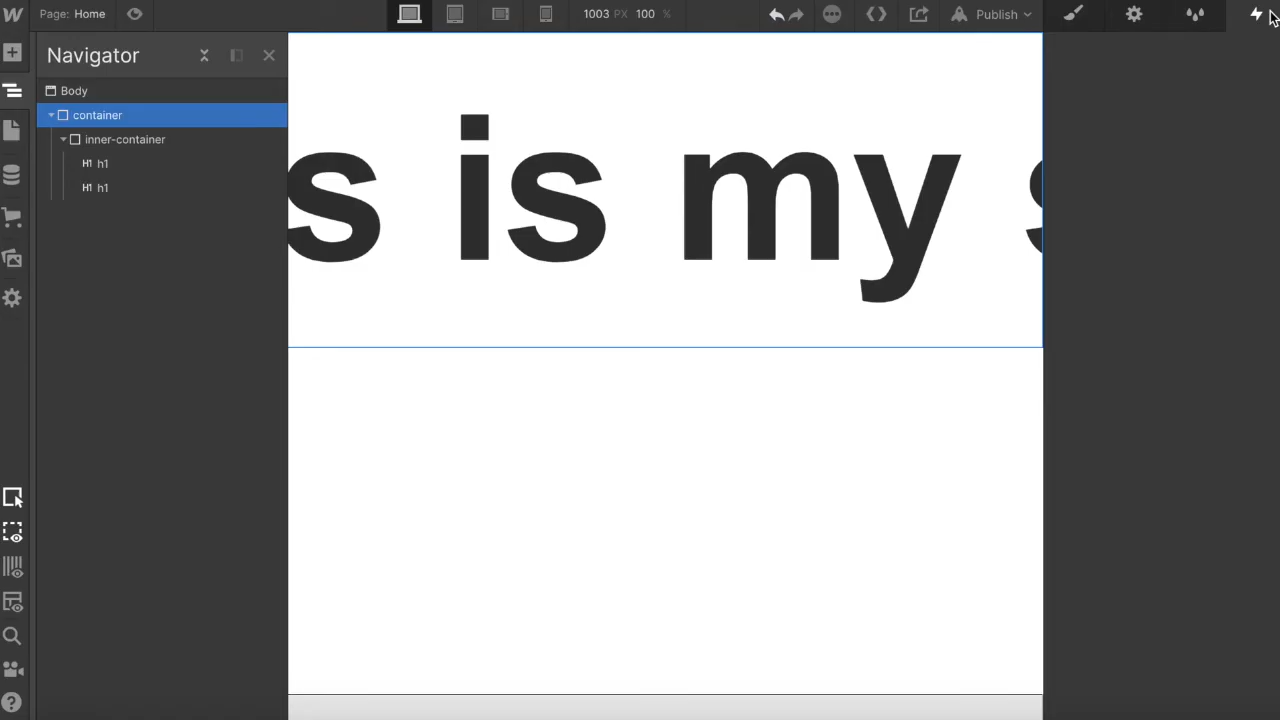 Page: Home
1003 PX 100 %
Publish
Navigator
Body
container
inner-container
H1 h1
H1 h1
s is my s